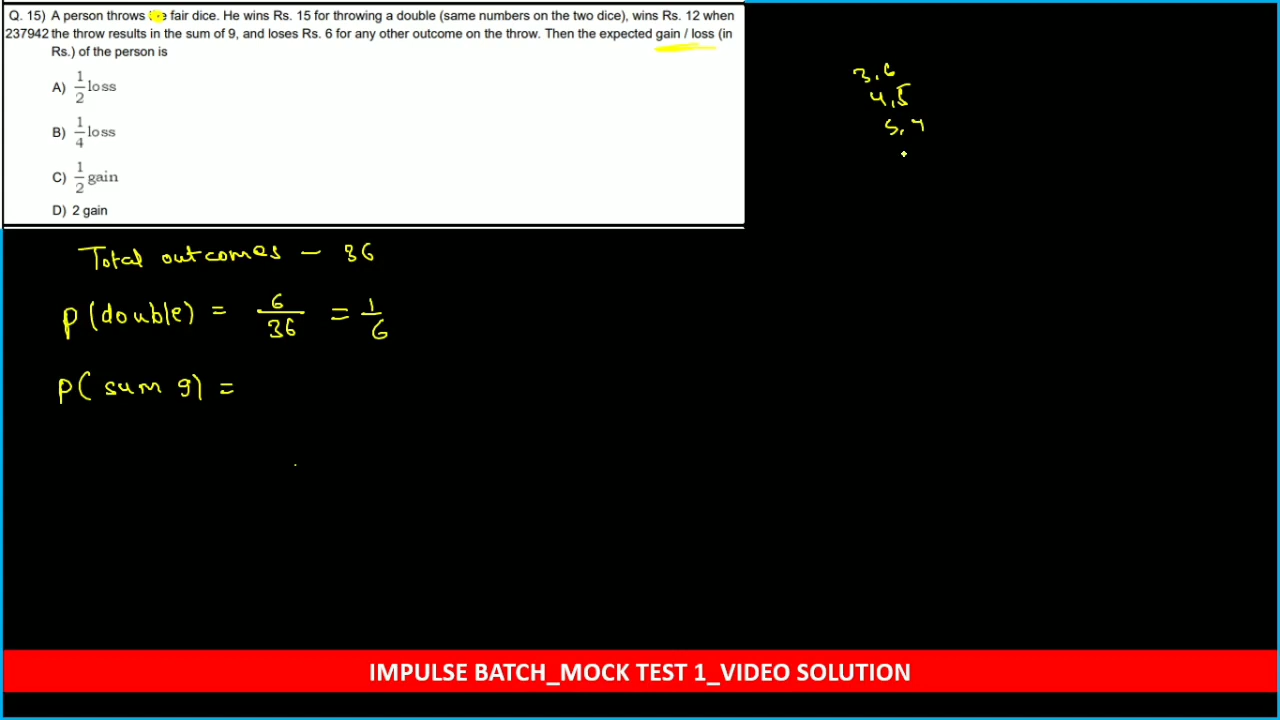 Q. 15) A person throws fair dice. He wins Rs. 15 for throwing a double (same numbers on the two dice), wins Rs. 12 when
237942 the throw results in the sum of 9, and loses Rs. 6 for any other outcome on the throw. Then the expected gain / loss (in
Rs.) of the person is
A) 1/2 loss
B) 1/4 loss
C) 1/2 gain
D) 2 gain
3,6
4,5
5,4
Total outcomes - 36
P(double) = 6/36 = 1/6
P(sum 9) =
IMPULSE BATCH_MOCK TEST 1_VIDEO SOLUTION